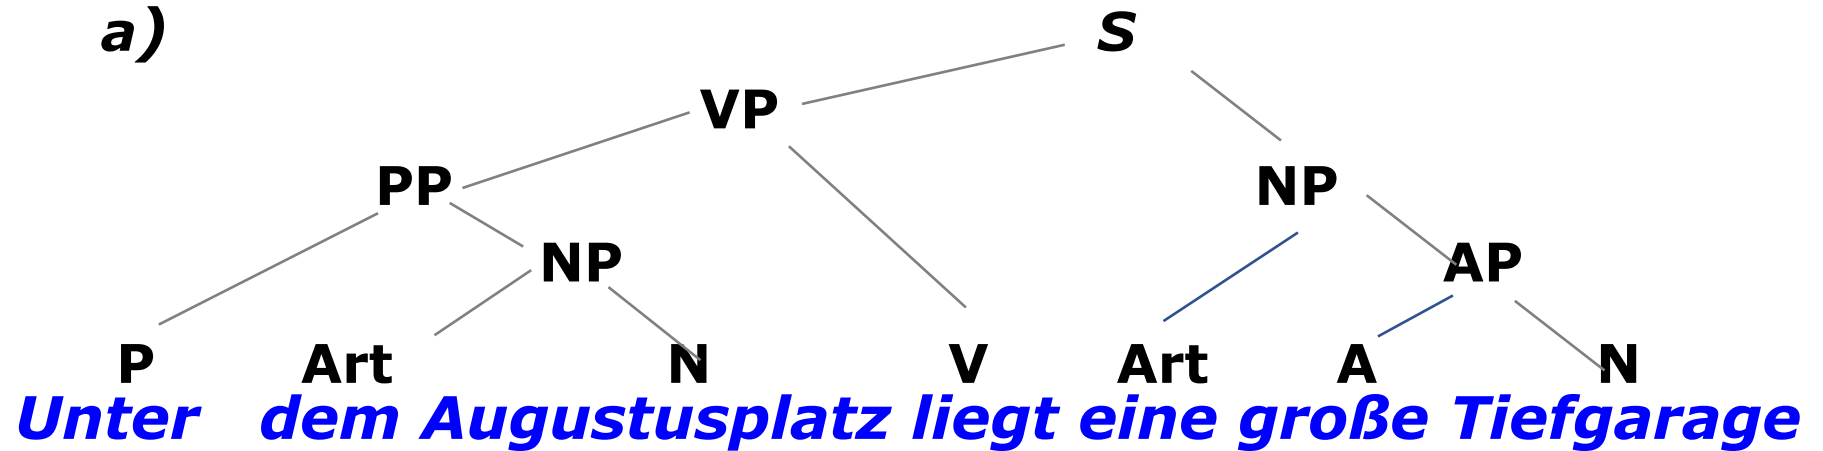 a) S
VP
PP NP
NP AP
P Art N V Art A N
Unter dem Augustusplatz liegt eine große Tiefgarage